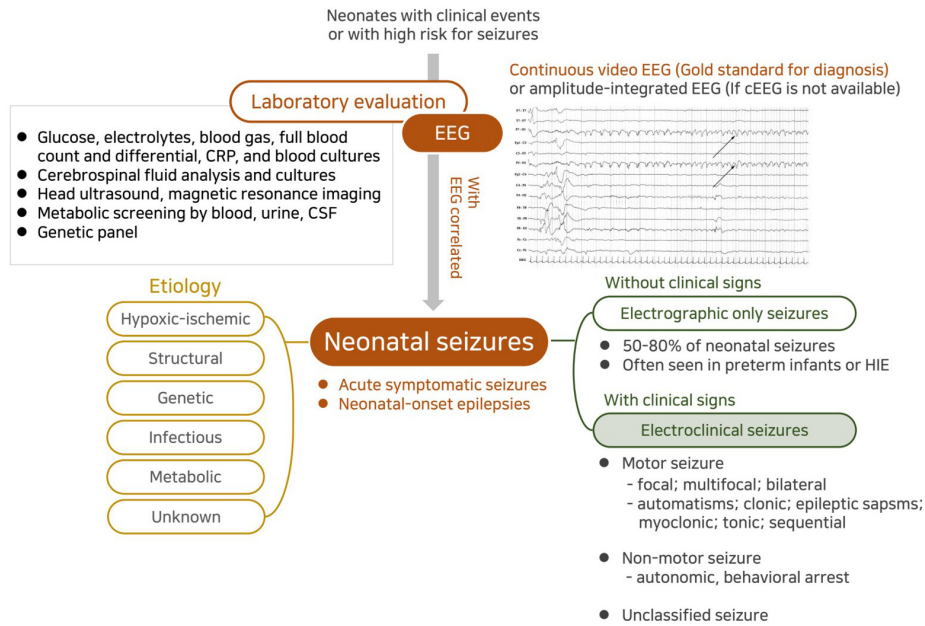 Neonates with clinical events
or with high risk for seizures
Laboratory evaluation
EEG
Continuous video EEG (Gold standard for diagnosis)
or amplitude-integrated EEG (If cEEG is not available)
● Glucose, electrolytes, blood gas, full blood
count and differential, CRP, and blood cultures
● Cerebrospinal fluid analysis and cultures
● Head ultrasound, magnetic resonance imaging
● Metabolic screening by blood, urine, CSF
● Genetic panel
With
EEG correlated
Etiology
Hypoxic-ischemic
Structural
Genetic
Infectious
Metabolic
Unknown
Neonatal seizures
● Acute symptomatic seizures
● Neonatal-onset epilepsies
Without clinical signs
Electrographic only seizures
● 50-80% of neonatal seizures
● Often seen in preterm infants or HIE
With clinical signs
Electroclinical seizures
● Motor seizure
- focal; multifocal; bilateral
- automatisms; clonic; epileptic sapsms;
myoclonic; tonic; sequential
● Non-motor seizure
- autonomic, behavioral arrest
● Unclassified seizure